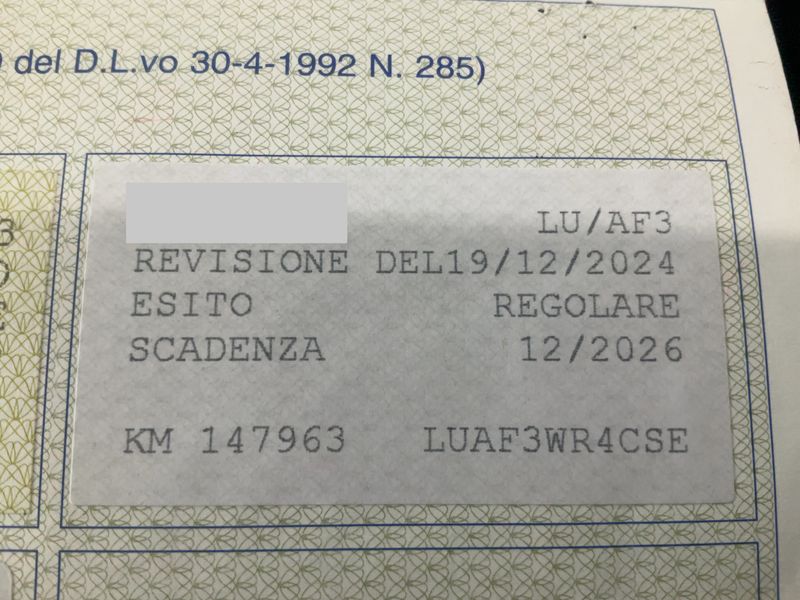 del D.L.vo 30-4-1992 N. 285)
LU/AF3
REVISIONE DEL19/12/2024
ESITO REGOLARE
SCADENZA 12/2026
KM 147963 LUAF3WR4CSE